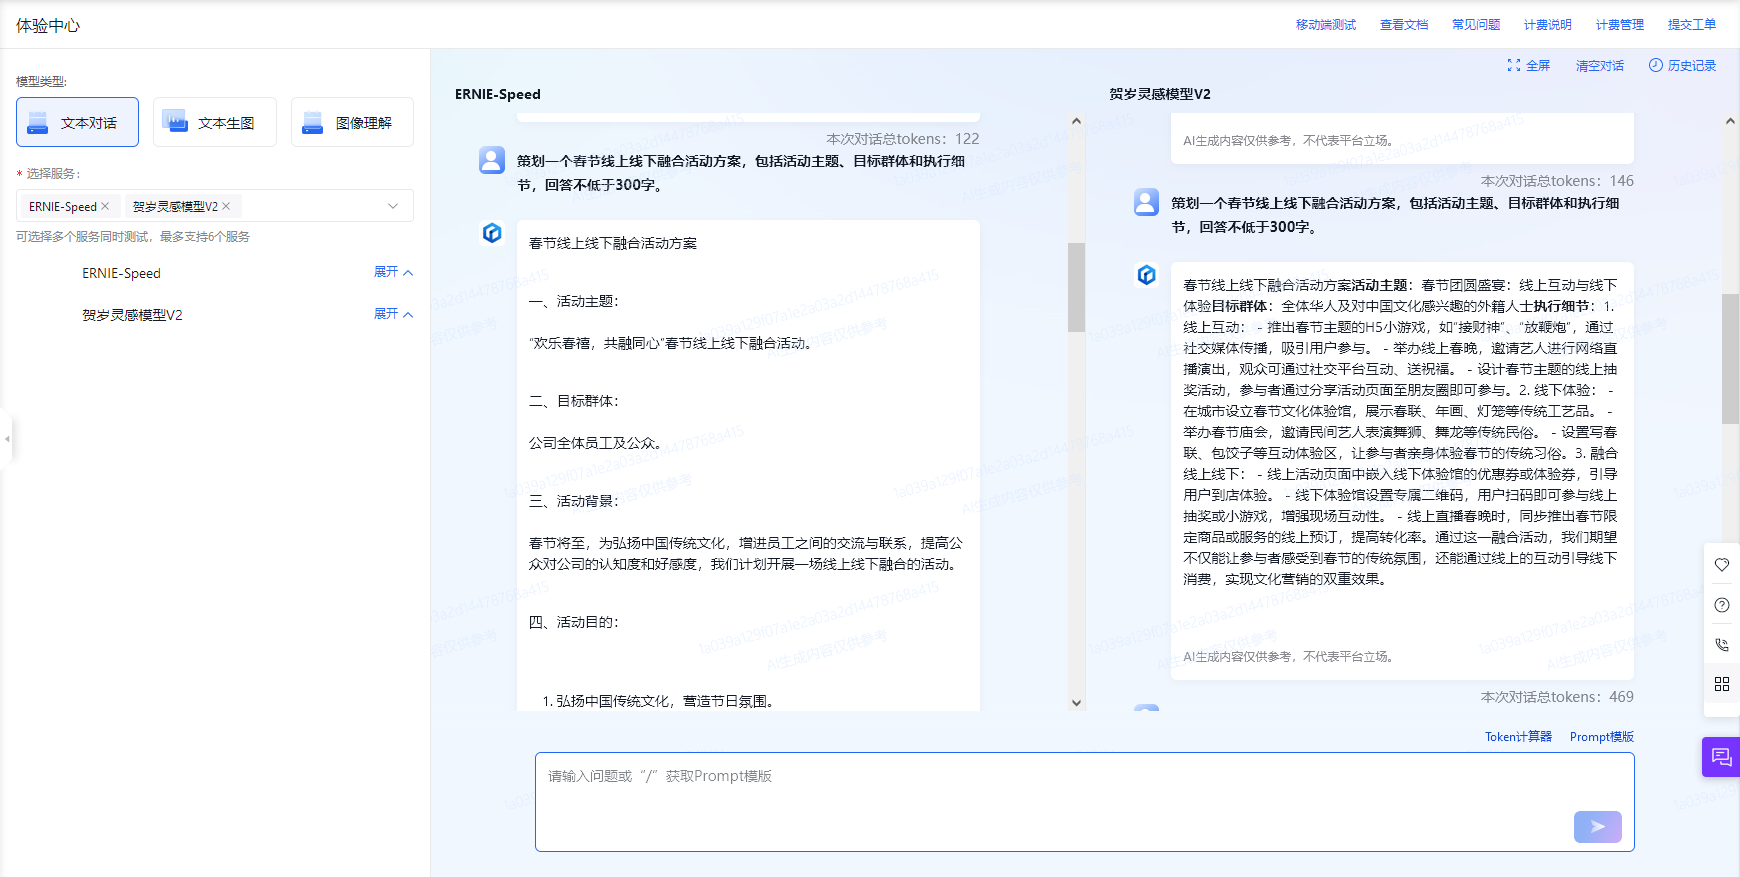 体验中心
移动端测试
查看文档
常见问题
计费说明
计费管理
提交工单
模型类型:
文本对话
文本生图
图像理解
* 选择服务:
ERNIE-Speed ×
贺岁灵感模型V2 ×
可选择多个服务同时测试，最多支持6个服务
ERNIE-Speed
展开
贺岁灵感模型V2
展开
全屏
清空对话
历史记录
ERNIE-Speed
本次对话总tokens：122
策划一个春节线上线下融合活动方案，包括活动主题、目标群体和执行细
节，回答不低于300字。
春节线上线下融合活动方案
一、活动主题：
“欢乐春禧，共融同心”春节线上线下融合活动。
二、目标群体：
公司全体员工及公众。
三、活动背景：
春节将至，为弘扬中国传统文化，增进员工之间的交流与联系，提高公
众对公司的认知度和好感度，我们计划开展一场线上线下融合的活动。
四、活动目的：
1. 弘扬中国传统文化，营造节日氛围。
贺岁灵感模型V2
AI生成内容仅供参考，不代表平台立场。
本次对话总tokens：146
策划一个春节线上线下融合活动方案，包括活动主题、目标群体和执行细
节，回答不低于300字。
春节线上线下融合活动方案活动主题：春节团圆盛宴：线上互动与线下
体验目标群体：全体华人及对中国文化感兴趣的外籍人士执行细节：1.
线上互动： - 推出春节主题的H5小游戏，如“接财神”、“放鞭炮”，通过
社交媒体传播，吸引用户参与。 - 举办线上春晚，邀请艺人进行网络直
播演出，观众可通过社交平台互动、送祝福。 - 设计春节主题的线上抽
奖活动，参与者通过分享活动页面至朋友圈即可参与。2. 线下体验： -
在城市设立春节文化体验馆，展示春联、年画、灯笼等传统工艺品。 -
举办春节庙会，邀请民间艺人表演舞狮、舞龙等传统民俗。 - 设置写春
联、包饺子等互动体验区，让参与者亲身体验春节的传统习俗。3. 融合
线上线下： - 线上活动页面中嵌入线下体验馆的优惠券或体验券，引导
用户到店体验。 - 线下体验馆设置专属二维码，用户扫码即可参与线上
抽奖或小游戏，增强现场互动性。 - 线上直播春晚时，同步推出春节限
定商品或服务的线上预订，提高转化率。通过这一融合活动，我们期望
不仅能让参与者感受到春节的传统氛围，还能通过线上的互动引导线下
消费，实现文化营销的双重效果。
AI生成内容仅供参考，不代表平台立场。
本次对话总tokens：469
Token计算器
Prompt模版
请输入问题或“/”获取Prompt模版
1a039a129f07a1e2a03a2d14478768a415
AI生成内容仅供参考